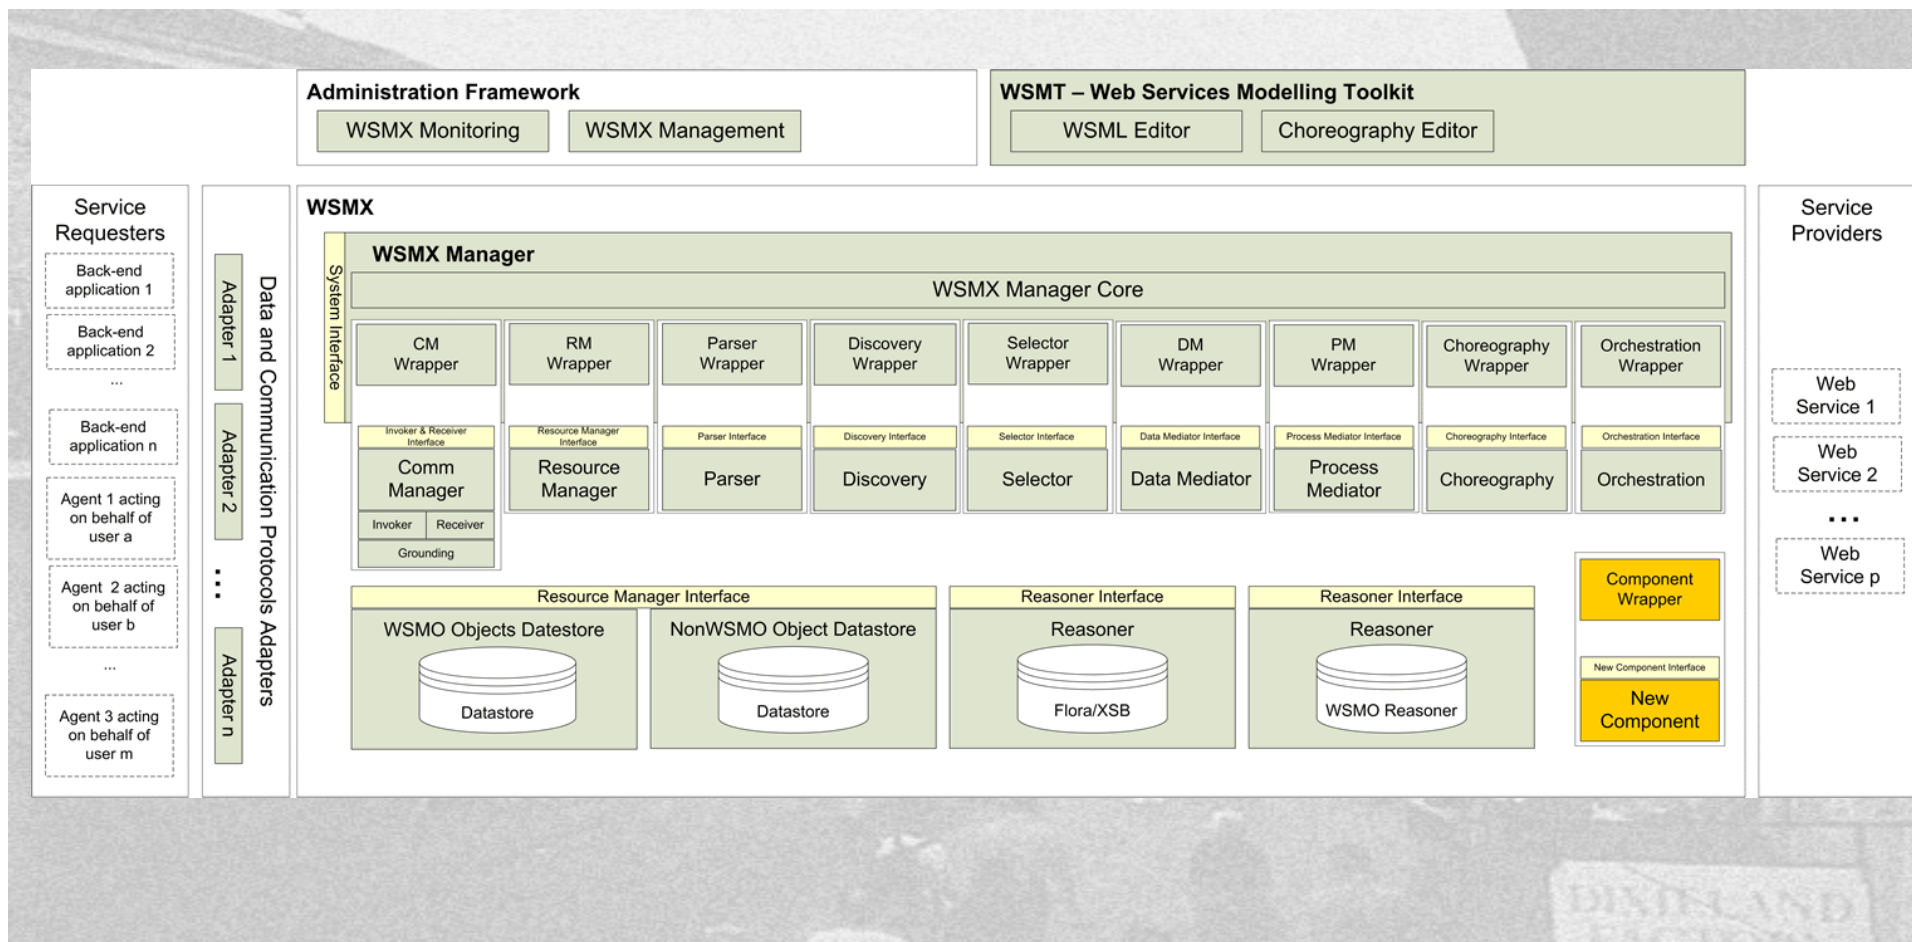 Administration Framework
WSMX Monitoring
WSMX Management
WSMT – Web Services Modelling Toolkit
WSML Editor
Choreography Editor
Service
Requesters
Back-end
application 1
Back-end
application 2
...
Back-end
application n
Agent 1 acting
on behalf of
user a
Agent 2 acting
on behalf of
user b
...
Agent 3 acting
on behalf of
user m
Adapter 1
Adapter 2
...
Adapter n
Data and Communication Protocols Adapters
WSMX
System Interface
WSMX Manager
WSMX Manager Core
CM
Wrapper
RM
Wrapper
Parser
Wrapper
Discovery
Wrapper
Selector
Wrapper
DM
Wrapper
PM
Wrapper
Choreography
Wrapper
Orchestration
Wrapper
Invoker & Receiver
Interface
Resource Manager
Interface
Parser Interface
Discovery Interface
Selector Interface
Data Mediator Interface
Process Mediator Interface
Choreography Interface
Orchestration Interface
Comm
Manager
Resource
Manager
Parser
Discovery
Selector
Data Mediator
Process
Mediator
Choreography
Orchestration
Invoker
Receiver
Grounding
Resource Manager Interface
WSMO Objects Datestore
Datastore
NonWSMO Object Datastore
Datastore
Reasoner Interface
Reasoner
Flora/XSB
Reasoner Interface
Reasoner
WSMO Reasoner
Component
Wrapper
New Component Interface
New
Component
Service
Providers
Web
Service 1
Web
Service 2
...
Web
Service p
DIXIELAND